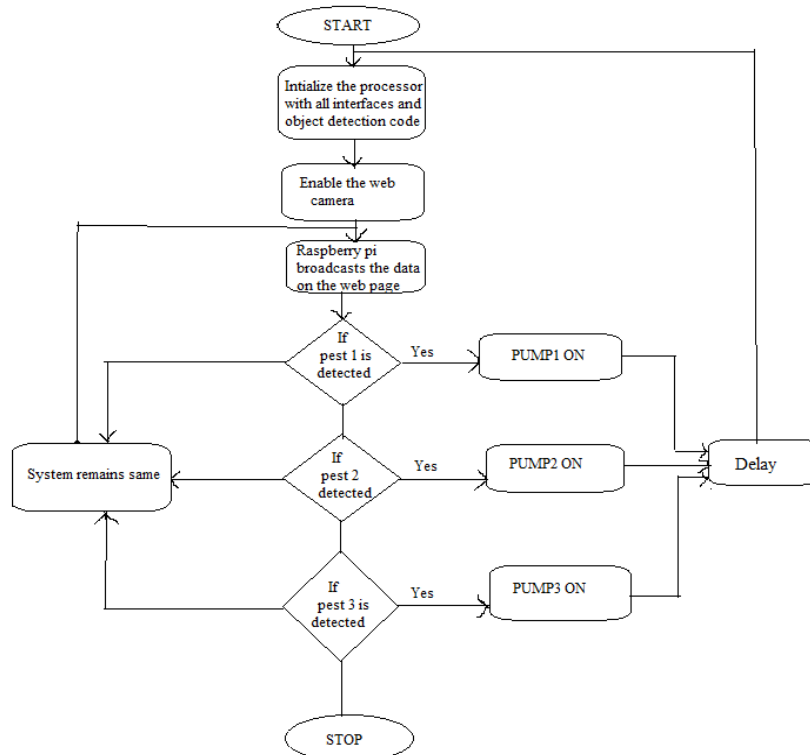 START
Intialize the processor
with all interfaces and
object detection code
Enable the web
camera
Raspberry pi
broadcasts the data
on the web page
If
pest 1 is
detected
Yes
PUMP1 ON
System remains same
If
pest 2
detected
Yes
PUMP2 ON
Delay
If
pest 3 is
detected
Yes
PUMP3 ON
STOP